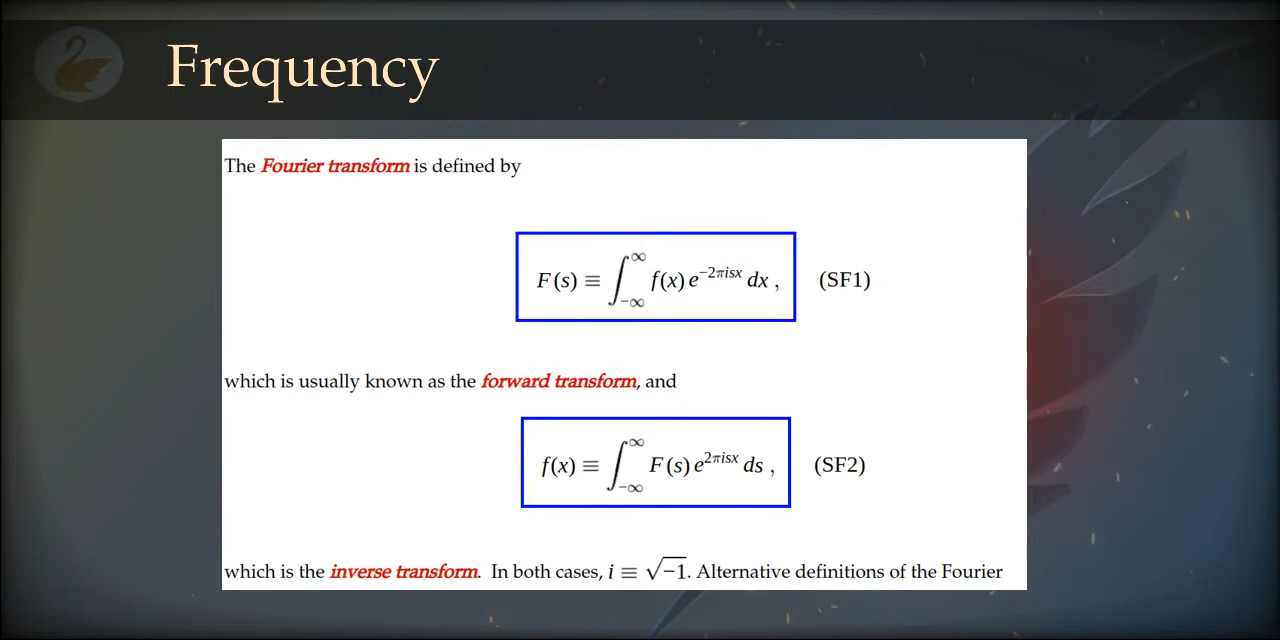 Frequency
The Fourier transform is defined by
F(s) ≡ ∫_{-∞}^{∞} f(x) e^{-2πisx} dx , (SF1)
which is usually known as the forward transform, and
f(x) ≡ ∫_{-∞}^{∞} F(s) e^{2πisx} ds , (SF2)
which is the inverse transform. In both cases, i ≡ √-1. Alternative definitions of the Fourier